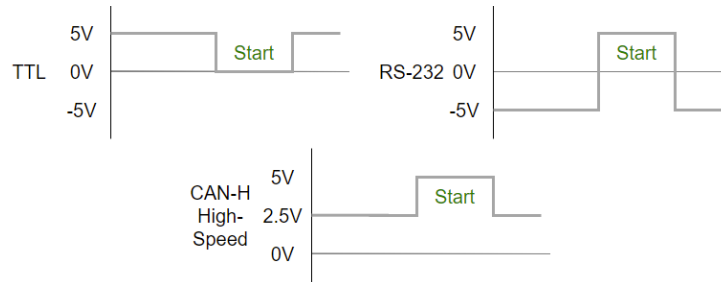 5V
Start
TTL 0V
-5V
5V
Start
RS-232 0V
-5V
5V
CAN-H
Start
High- 2.5V
Speed
0V